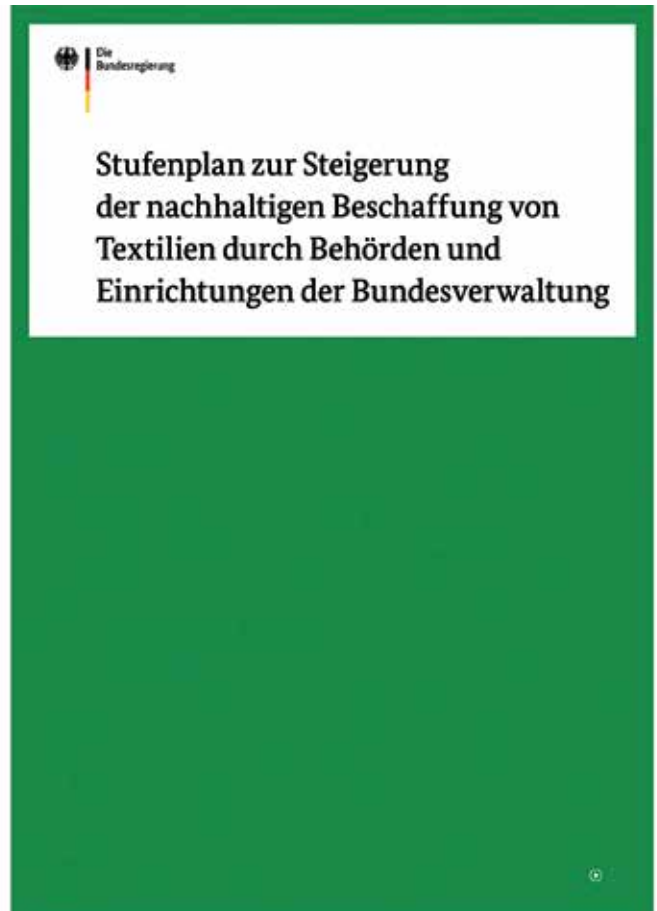 Die
Bundesregierung
Stufenplan zur Steigerung
der nachhaltigen Beschaffung von
Textilien durch Behörden und
Einrichtungen der Bundesverwaltung